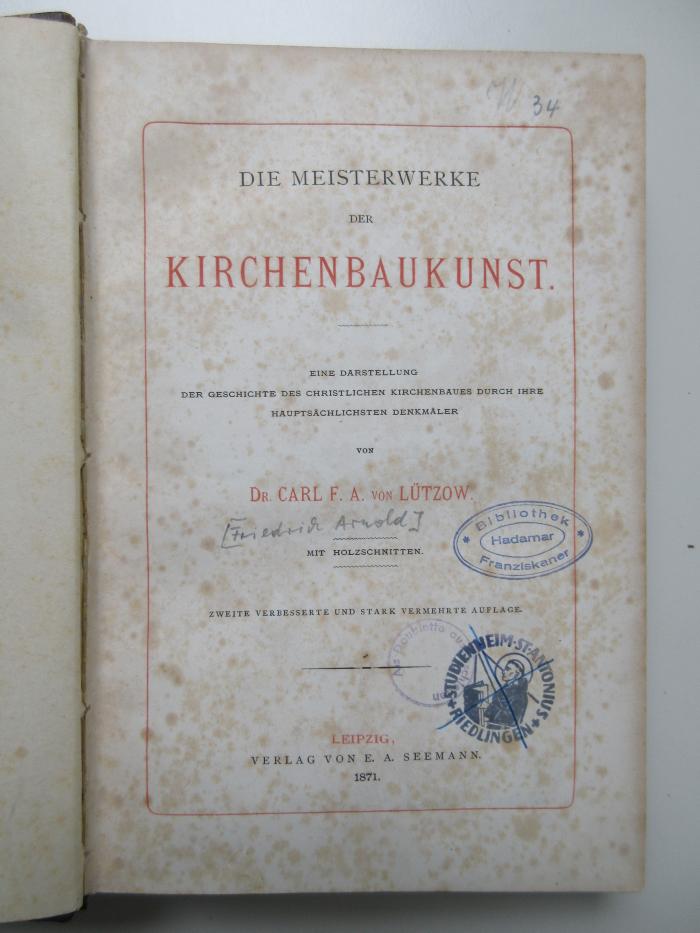 34
DIE MEISTERWERKE
DER
KIRCHENBAUKUNST.
EINE DARSTELLUNG
DER GESCHICHTE DES CHRISTLICHEN KIRCHENBAUES DURCH IHRE
HAUPTSÄCHLICHSTEN DENKMÄLER
VON
DR. CARL F. A. VON LÜTZOW.
[Friedrich Arnold]
MIT HOLZSCHNITTEN.
* Bibliothek *
Hadamar
Franziskaner
ZWEITE VERBESSERTE UND STARK VERMEHRTE AUFLAGE.
STUDIENHEIM·ST·ANTONIUS
RIEDLINGEN
LEIPZIG,
VERLAG VON E. A. SEEMANN.
1871.